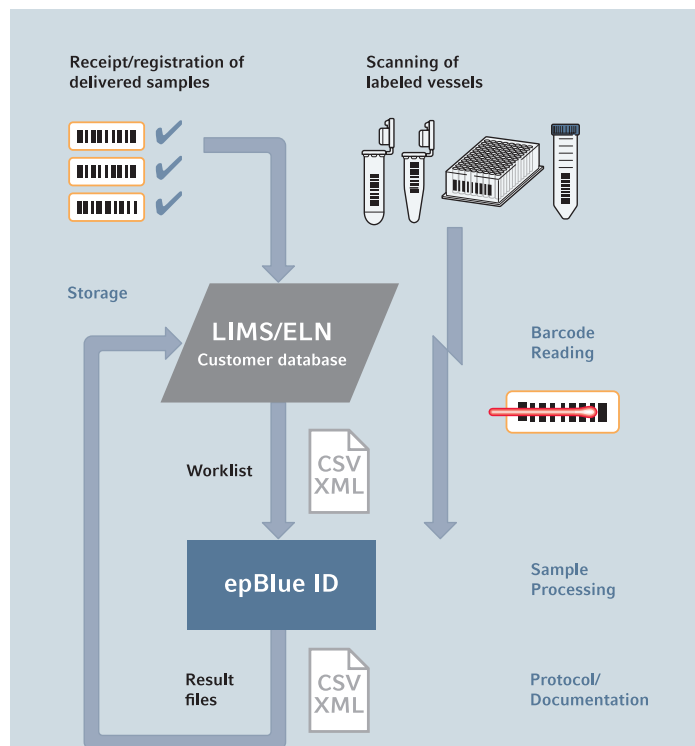 Receipt/registration of
delivered samples
Scanning of
labeled vessels
Storage
LIMS/ELN
Customer database
Barcode
Reading
Worklist
CSV
XML
epBlue ID
Sample
Processing
Result
files
CSV
XML
Protocol/
Documentation